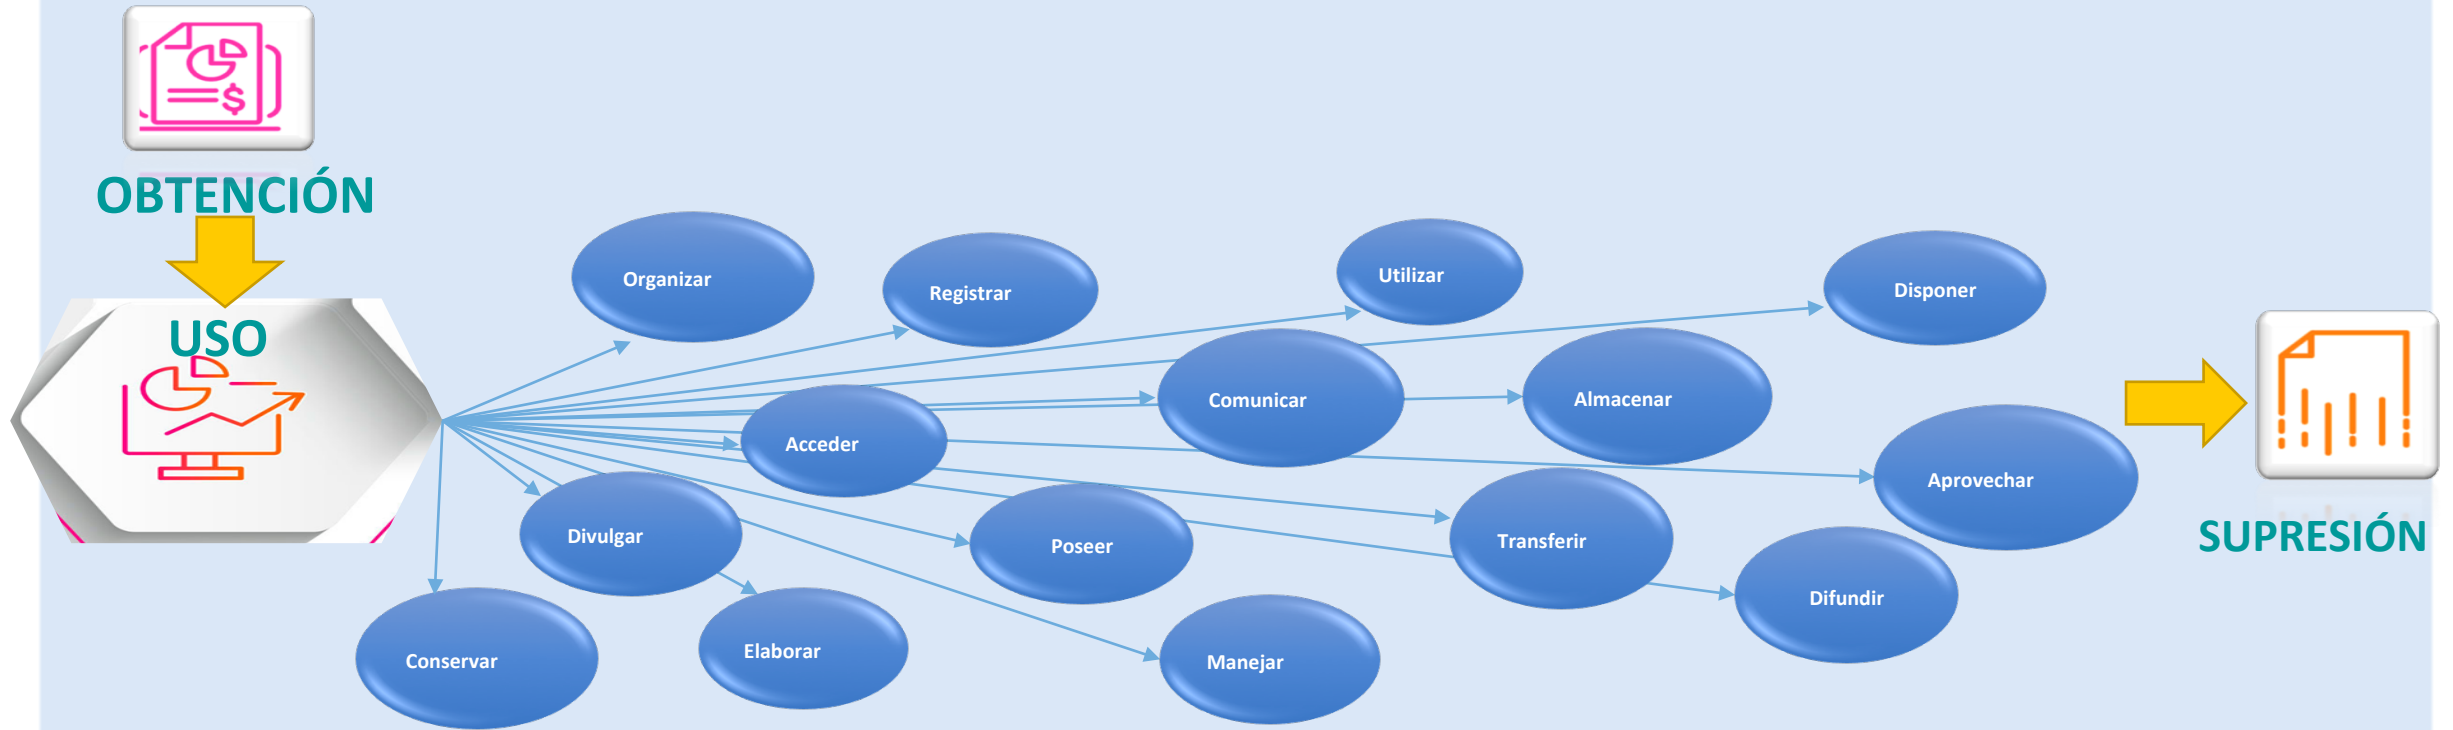 OBTENCIÓN
USO
Organizar
Registrar
Utilizar
Disponer
Comunicar
Almacenar
Acceder
Aprovechar
Divulgar
Poseer
Transferir
SUPRESIÓN
Difundir
Conservar
Elaborar
Manejar